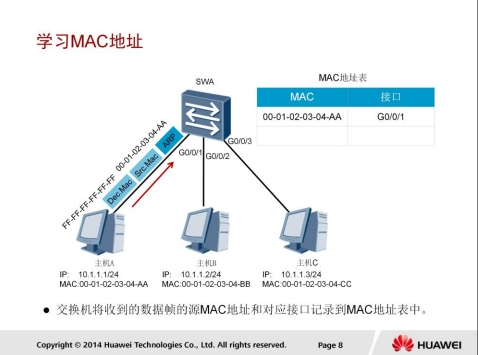 学习MAC地址
SWA
MAC地址表
MAC 接口
00-01-02-03-04-AA G0/0/1
G0/0/1
G0/0/2
G0/0/3
FF-FF-FF-FF-FF-FF 00-01-02-03-04-AA
Dec.Mac Src.Mac ARP
主机A
IP: 10.1.1.1/24
MAC:00-01-02-03-04-AA
主机B
IP: 10.1.1.2/24
MAC:00-01-02-03-04-BB
主机C
IP: 10.1.1.3/24
MAC:00-01-02-03-04-CC
● 交换机将收到的数据帧的源MAC地址和对应接口记录到MAC地址表中。
Copyright © 2014 Huawei Technologies Co., Ltd. All rights reserved. Page 8 HUAWEI